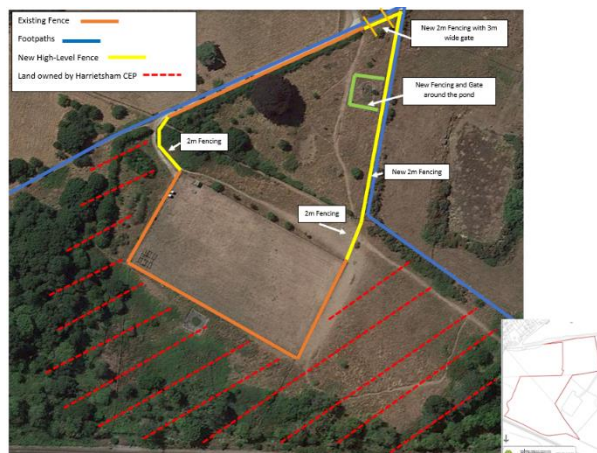 Existing Fence
Footpaths
New High-Level Fence
Land owned by Harrietsham CEP
New 2m Fencing with 3m
wide gate
New Fencing and Gate
around the pond
2m Fencing
New 2m Fencing
2m Fencing